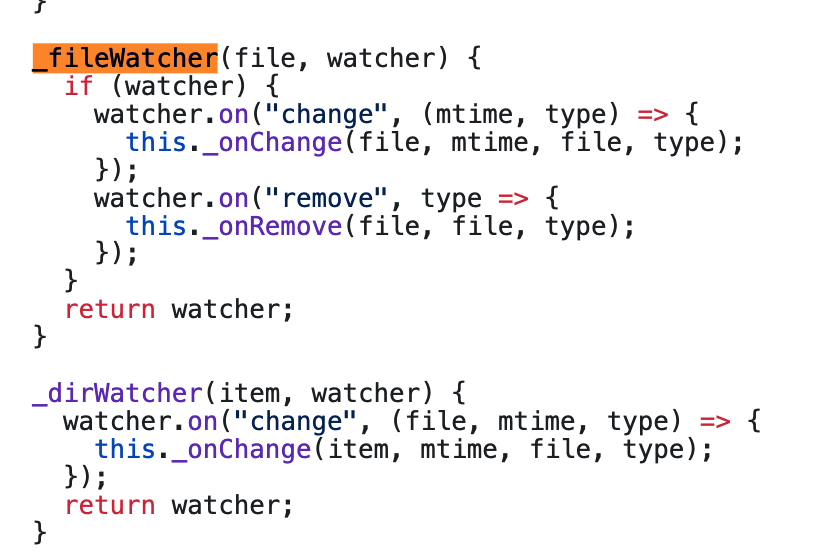 }
_fileWatcher(file, watcher) {
  if (watcher) {
    watcher.on("change", (mtime, type) => {
      this._onChange(file, mtime, file, type);
    });
    watcher.on("remove", type => {
      this._onRemove(file, file, type);
    });
  }
  return watcher;
}
_dirWatcher(item, watcher) {
  watcher.on("change", (file, mtime, type) => {
    this._onChange(item, mtime, file, type);
  });
  return watcher;
}